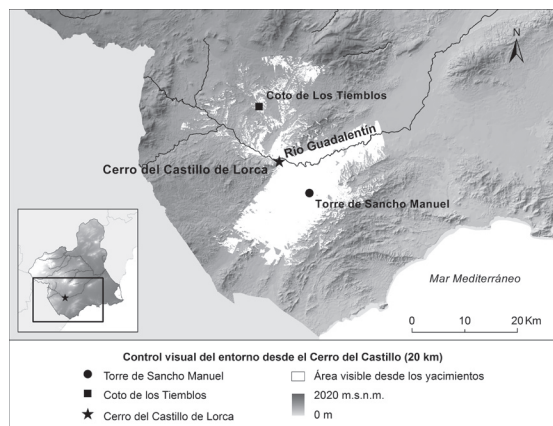 N
Coto de Los Tiemblos
Río Guadalentín
Cerro del Castillo de Lorca
Torre de Sancho Manuel
Mar Mediterráneo
0 10 20 Km
Control visual del entorno desde el Cerro del Castillo (20 km)
Torre de Sancho Manuel
Área visible desde los yacimientos
Coto de los Tiemblos
2020 m.s.n.m.
Cerro del Castillo de Lorca
0 m